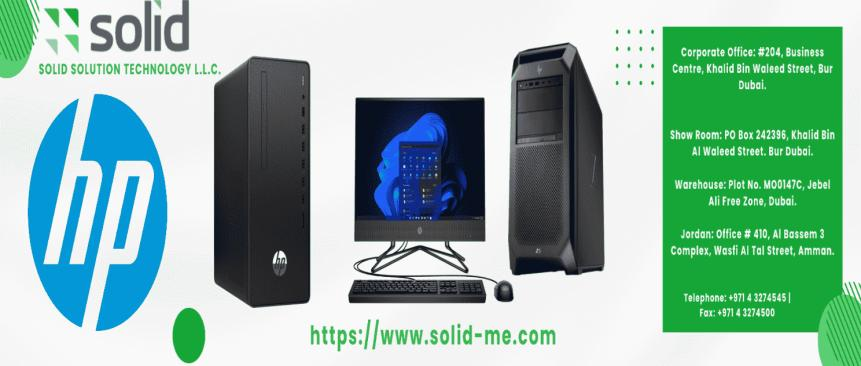 solid
SOLID SOLUTION TECHNOLOGY L.L.C.
hp
hp
https://www.solid-me.com
Corporate Office: #204, Business
Centre, Khalid Bin Waleed Street, Bur
Dubai.
Show Room: PO Box 242396, Khalid Bin
Al Waleed Street. Bur Dubai.
Warehouse: Plot No. MO0147C, Jebel
Ali Free Zone, Dubai.
Jordan: Office # 410, Al Bassem 3
Complex, Wasfi Al Tal Street, Amman.
Telephone: +971 4 3274545 |
Fax: +971 4 3274500